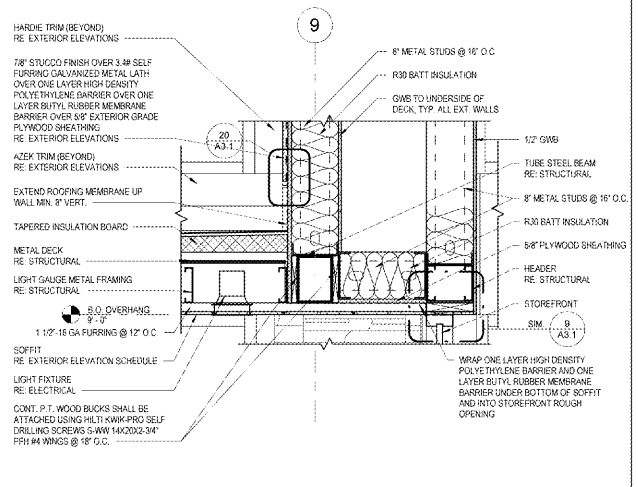 9
HARDIE TRIM (BEYOND)
RE: EXTERIOR ELEVATIONS
7/8" STUCCO FINISH OVER 3.4# SELF
FURRING GALVANIZED METAL LATH
OVER ONE LAYER HIGH DENSITY
POLYETHYLENE BARRIER OVER ONE
LAYER BUTYL RUBBER MEMBRANE
BARRIER OVER 5/8" EXTERIOR GRADE
PLYWOOD SHEATHING
RE: EXTERIOR ELEVATIONS
20
A3.1
AZEK TRIM (BEYOND)
RE: EXTERIOR ELEVATIONS
EXTEND ROOFING MEMBRANE UP
WALL MIN. 8" VERT.
TAPERED INSULATION BOARD
METAL DECK
RE: STRUCTURAL
LIGHT GAUGE METAL FRAMING
RE: STRUCTURAL
B.O. OVERHANG
9' - 0"
1 1/2"-18 GA FURRING @ 12" O.C.
SOFFIT
RE: EXTERIOR ELEVATION SCHEDULE
LIGHT FIXTURE
RE: ELECTRICAL
CONT. P.T. WOOD BUCKS SHALL BE
ATTACHED USING HILTI KWIK-PRO SELF
DRILLING SCREWS S-WW 14X20X2-3/4"
PFH #4 WINGS @ 18" O.C.
6" METAL STUDS @ 16" O.C
R30 BATT INSULATION
GWB TO UNDERSIDE OF
DECK, TYP. ALL EXT. WALLS
1/2" GWB
TUBE STEEL BEAM
RE: STRUCTURAL
8" METAL STUDS @ 16" O.C.
R30 BATT INSULATION
5/8" PLYWOOD SHEATHING
HEADER
RE: STRUCTURAL
STOREFRONT
SIM.
9
A3.1
WRAP ONE LAYER HIGH DENSITY
POLYETHYLENE BARRIER AND ONE
LAYER BUTYL RUBBER MEMBRANE
BARRIER UNDER BOTTOM OF SOFFIT
AND INTO STOREFRONT ROUGH
OPENING